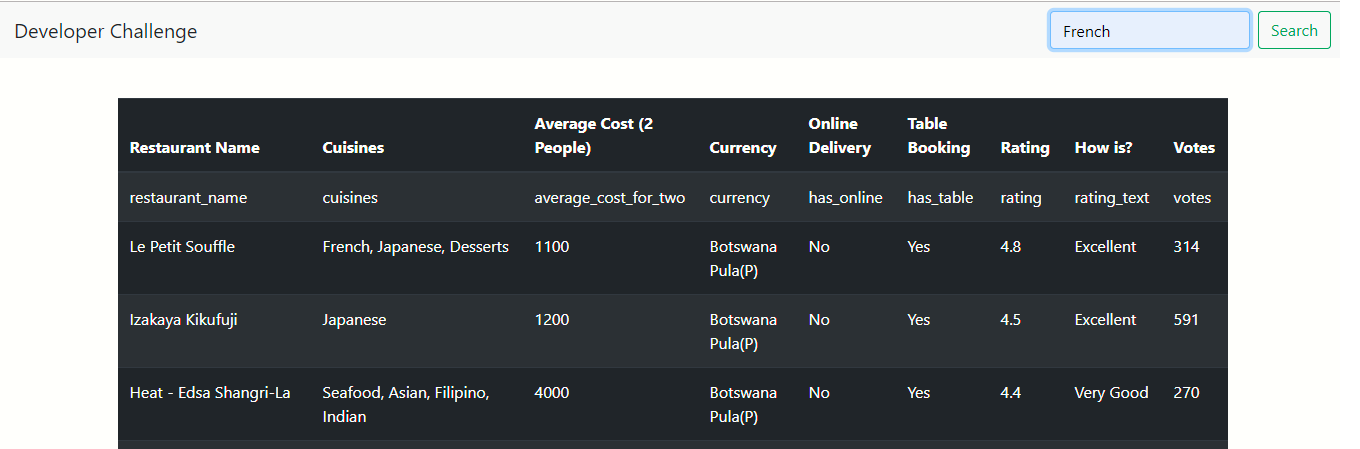 Developer Challenge
French
Search
Restaurant Name Cuisines Average Cost (2 People) Currency Online Delivery Table Booking Rating How is? Votes
restaurant_name cuisines average_cost_for_two currency has_online has_table rating rating_text votes
Le Petit Souffle French, Japanese, Desserts 1100 Botswana Pula(P) No Yes 4.8 Excellent 314
Izakaya Kikufuji Japanese 1200 Botswana Pula(P) No Yes 4.5 Excellent 591
Heat - Edsa Shangri-La Seafood, Asian, Filipino, Indian 4000 Botswana Pula(P) No Yes 4.4 Very Good 270